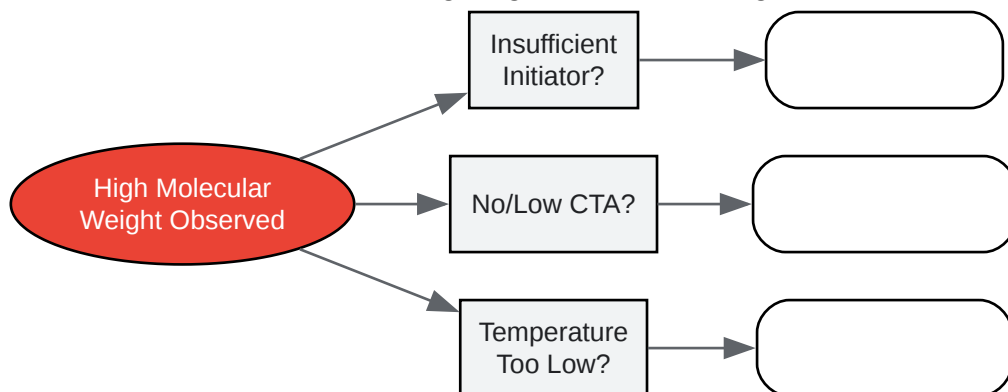 Insufficient
Initiator?
High Molecular
Weight Observed
No/Low CTA?
Temperature
Too Low?